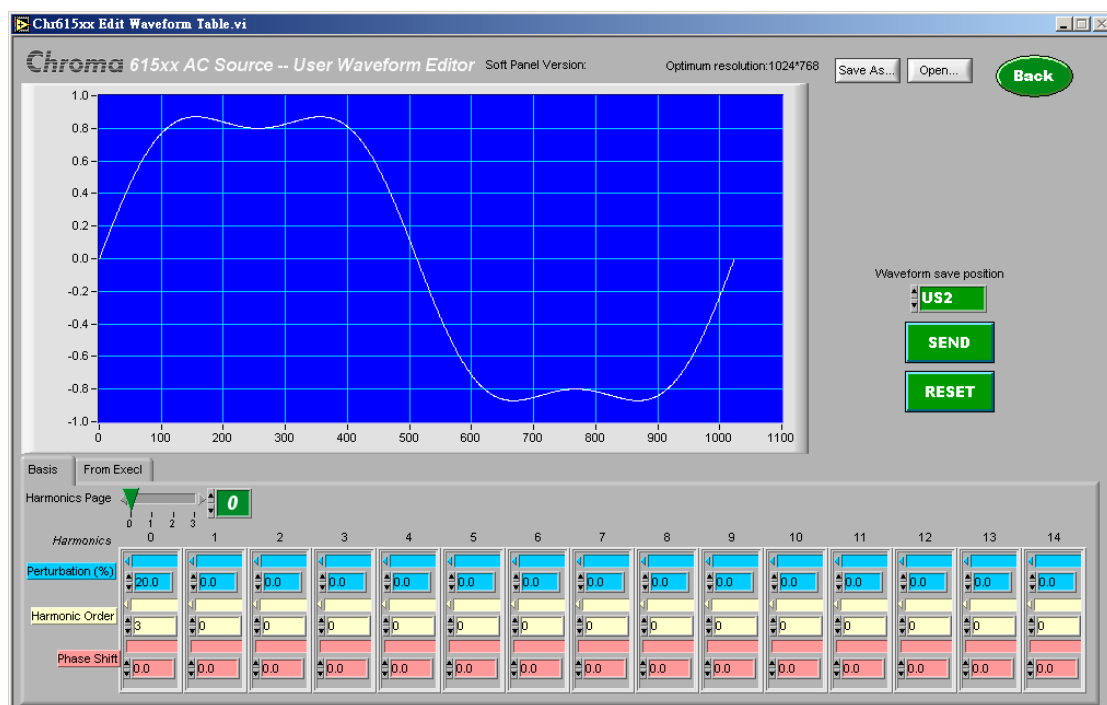 Chr615xx Edit Waveform Table.vi
Chroma 615xx AC Source -- User Waveform Editor Soft Panel Version: Optimum resolution:1024*768 Save As... Open... Back
1.0
0.8
0.6
0.4
0.2
0.0
-0.2
-0.4
-0.6
-0.8
-1.0
0 100 200 300 400 500 600 700 800 900 1000 1100
Waveform save position
US2
SEND
RESET
Basis From Execl
Harmonics Page 0
0 1 2 3
Harmonics 0 1 2 3 4 5 6 7 8 9 10 11 12 13 14
Perturbation (%) 20.0 0.0 0.0 0.0 0.0 0.0 0.0 0.0 0.0 0.0 0.0 0.0 0.0 0.0 0.0
Harmonic Order 3 0 0 0 0 0 0 0 0 0 0 0 0 0 0
Phase Shift 0.0 0.0 0.0 0.0 0.0 0.0 0.0 0.0 0.0 0.0 0.0 0.0 0.0 0.0 0.0